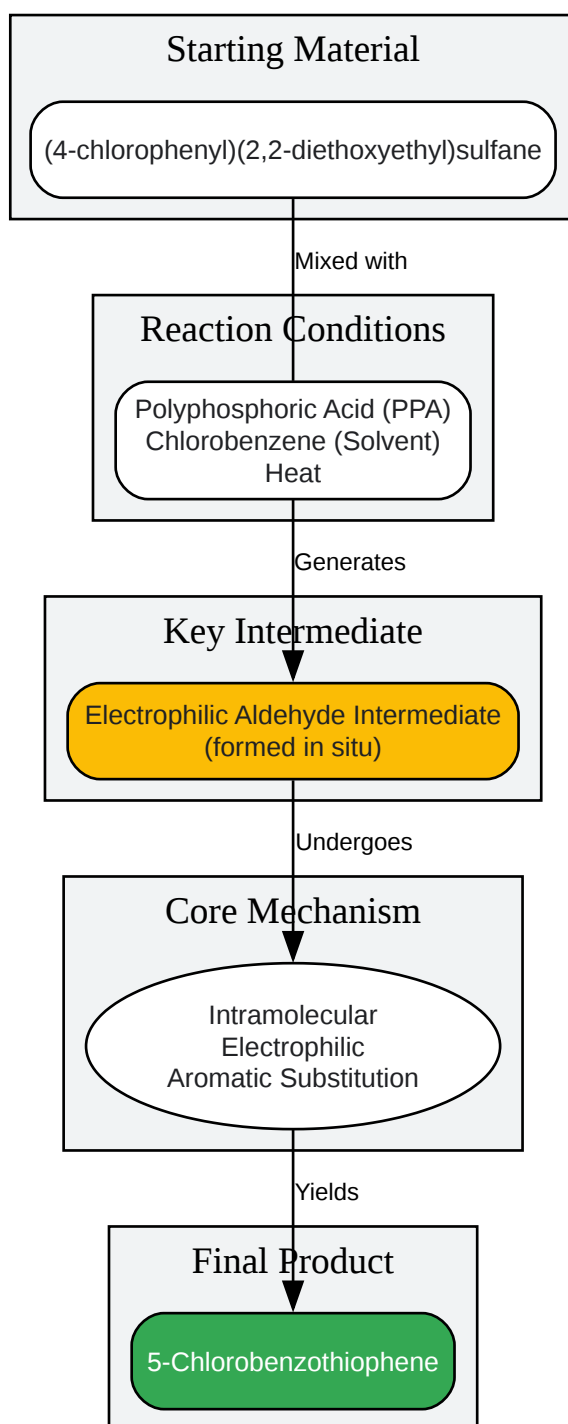 Starting Material
(4-chlorophenyl)(2,2-diethoxyethyl)sulfane
Mixed with
Reaction Conditions
Polyphosphoric Acid (PPA)
Chlorobenzene (Solvent)
Heat
Generates
Key Intermediate
Electrophilic Aldehyde Intermediate
(formed in situ)
Undergoes
Core Mechanism
Intramolecular
Electrophilic
Aromatic Substitution
Yields
Final Product
5-Chlorobenzothiophene